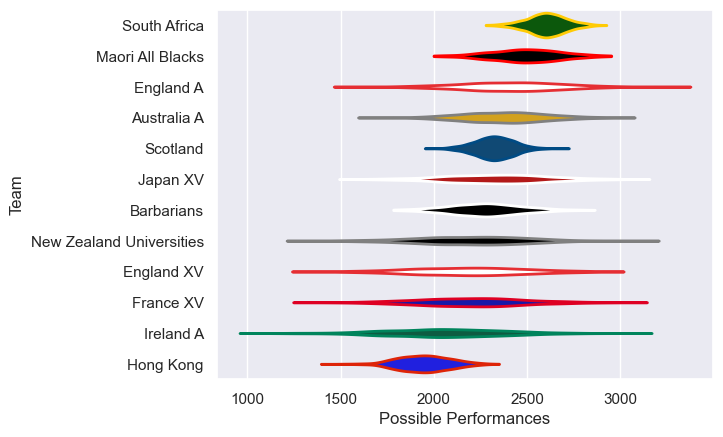 South Africa
Maori All Blacks
England A
Australia A
Scotland
Japan XV
Barbarians
New Zealand Universities
England XV
France XV
Ireland A
Hong Kong
Team
1000 1500 2000 2500 3000
Possible Performances